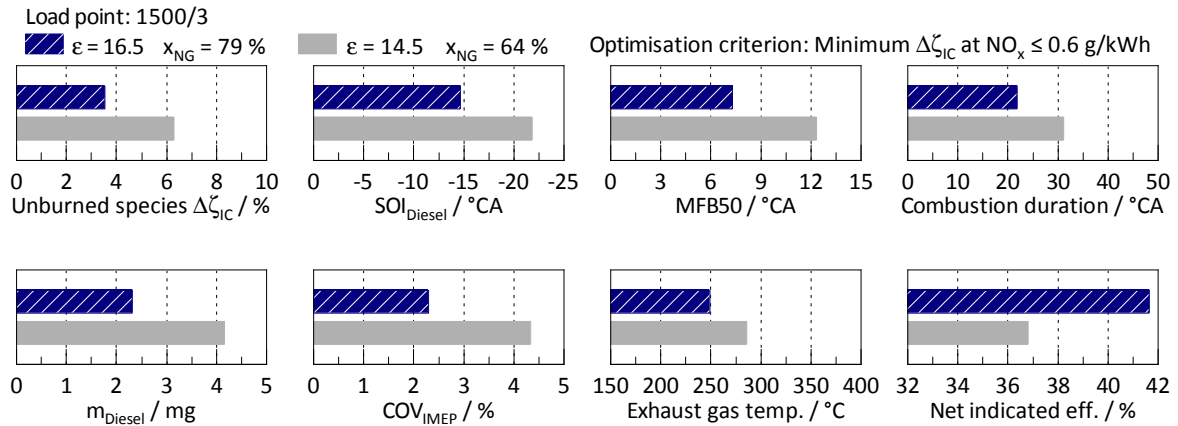 Load point: 1500/3
ε = 16.5 x_NG = 79 % ε = 14.5 x_NG = 64 % Optimisation criterion: Minimum Δζ_IC at NO_x ≤ 0.6 g/kWh
0 2 4 6 8 10 0 -5 -10 -15 -20 -25 0 3 6 9 12 15 0 10 20 30 40 50
Unburned species Δζ_IC / % SOI_Diesel / °CA MFB50 / °CA Combustion duration / °CA
0 1 2 3 4 5 0 1 2 3 4 5 150 200 250 300 350 400 32 34 36 38 40 42
m_Diesel / mg COV_IMEP / % Exhaust gas temp. / °C Net indicated eff. / %